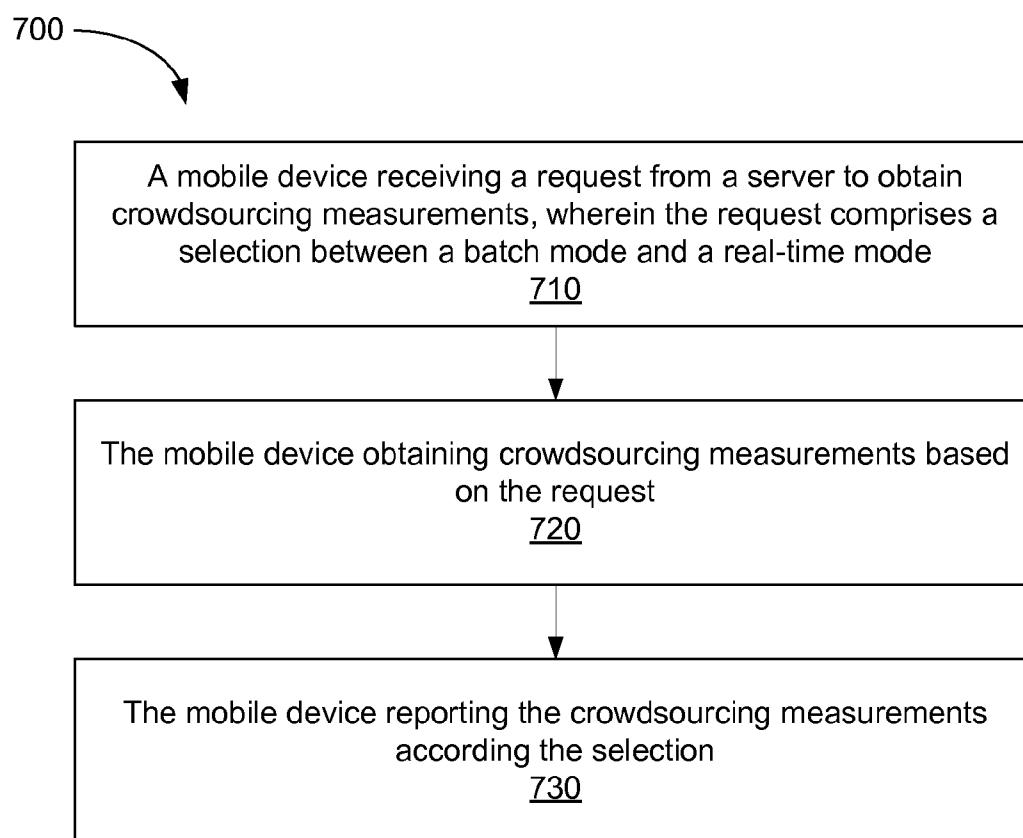 700
A mobile device receiving a request from a server to obtain
crowdsourcing measurements, wherein the request comprises a
selection between a batch mode and a real-time mode
710
The mobile device obtaining crowdsourcing measurements based
on the request
720
The mobile device reporting the crowdsourcing measurements
according the selection
730